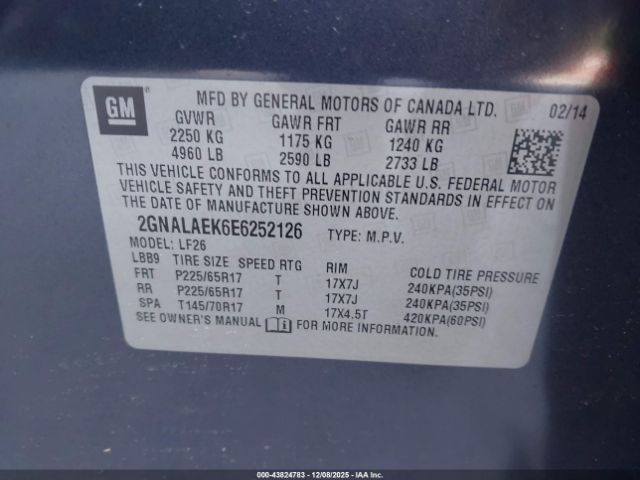 GM
MFD BY GENERAL MOTORS OF CANADA LTD. 02/14
GVWR GAWR FRT GAWR RR
2250 KG 1175 KG 1240 KG
4960 LB 2590 LB 2733 LB
THIS VEHICLE CONFORMS TO ALL APPLICABLE U.S. FEDERAL MOTOR
VEHICLE SAFETY AND THEFT PREVENTION STANDARDS IN EFFECT ON
THE DATE OF MANUFACTURE SHOWN ABOVE.
2GNALAEK6E6252126 TYPE: M.P.V.
MODEL: LF26
LBB9 TIRE SIZE SPEED RTG RIM COLD TIRE PRESSURE
FRT P225/65R17 T 17X7J 240KPA(35PSI)
RR P225/65R17 T 17X7J 240KPA(35PSI)
SPA T145/70R17 M 17X4.5T 420KPA(60PSI)
SEE OWNER'S MANUAL FOR MORE INFORMATION.
© - 43824783 - 12/08/2025 - IAA Inc.